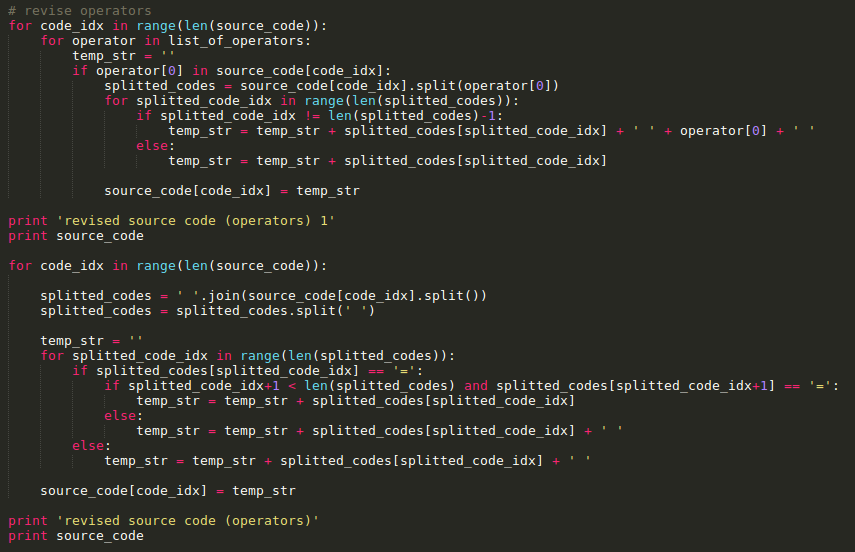 # revise operators
for code_idx in range(len(source_code)):
    for operator in list_of_operators:
        temp_str = ''
        if operator[0] in source_code[code_idx]:
            splitted_codes = source_code[code_idx].split(operator[0])
            for splitted_code_idx in range(len(splitted_codes)):
                if splitted_code_idx != len(splitted_codes)-1:
                    temp_str = temp_str + splitted_codes[splitted_code_idx] + ' ' + operator[0] + ' '
                else:
                    temp_str = temp_str + splitted_codes[splitted_code_idx]

            source_code[code_idx] = temp_str

print 'revised source code (operators) 1'
print source_code

for code_idx in range(len(source_code)):

    splitted_codes = ' '.join(source_code[code_idx].split())
    splitted_codes = splitted_codes.split(' ')

    temp_str = ''
    for splitted_code_idx in range(len(splitted_codes)):
        if splitted_codes[splitted_code_idx] == '=':
            if splitted_code_idx+1 < len(splitted_codes) and splitted_codes[splitted_code_idx+1] == '=':
                temp_str = temp_str + splitted_codes[splitted_code_idx]
            else:
                temp_str = temp_str + splitted_codes[splitted_code_idx] + ' '
        else:
            temp_str = temp_str + splitted_codes[splitted_code_idx] + ' '

    source_code[code_idx] = temp_str

print 'revised source code (operators)'
print source_code